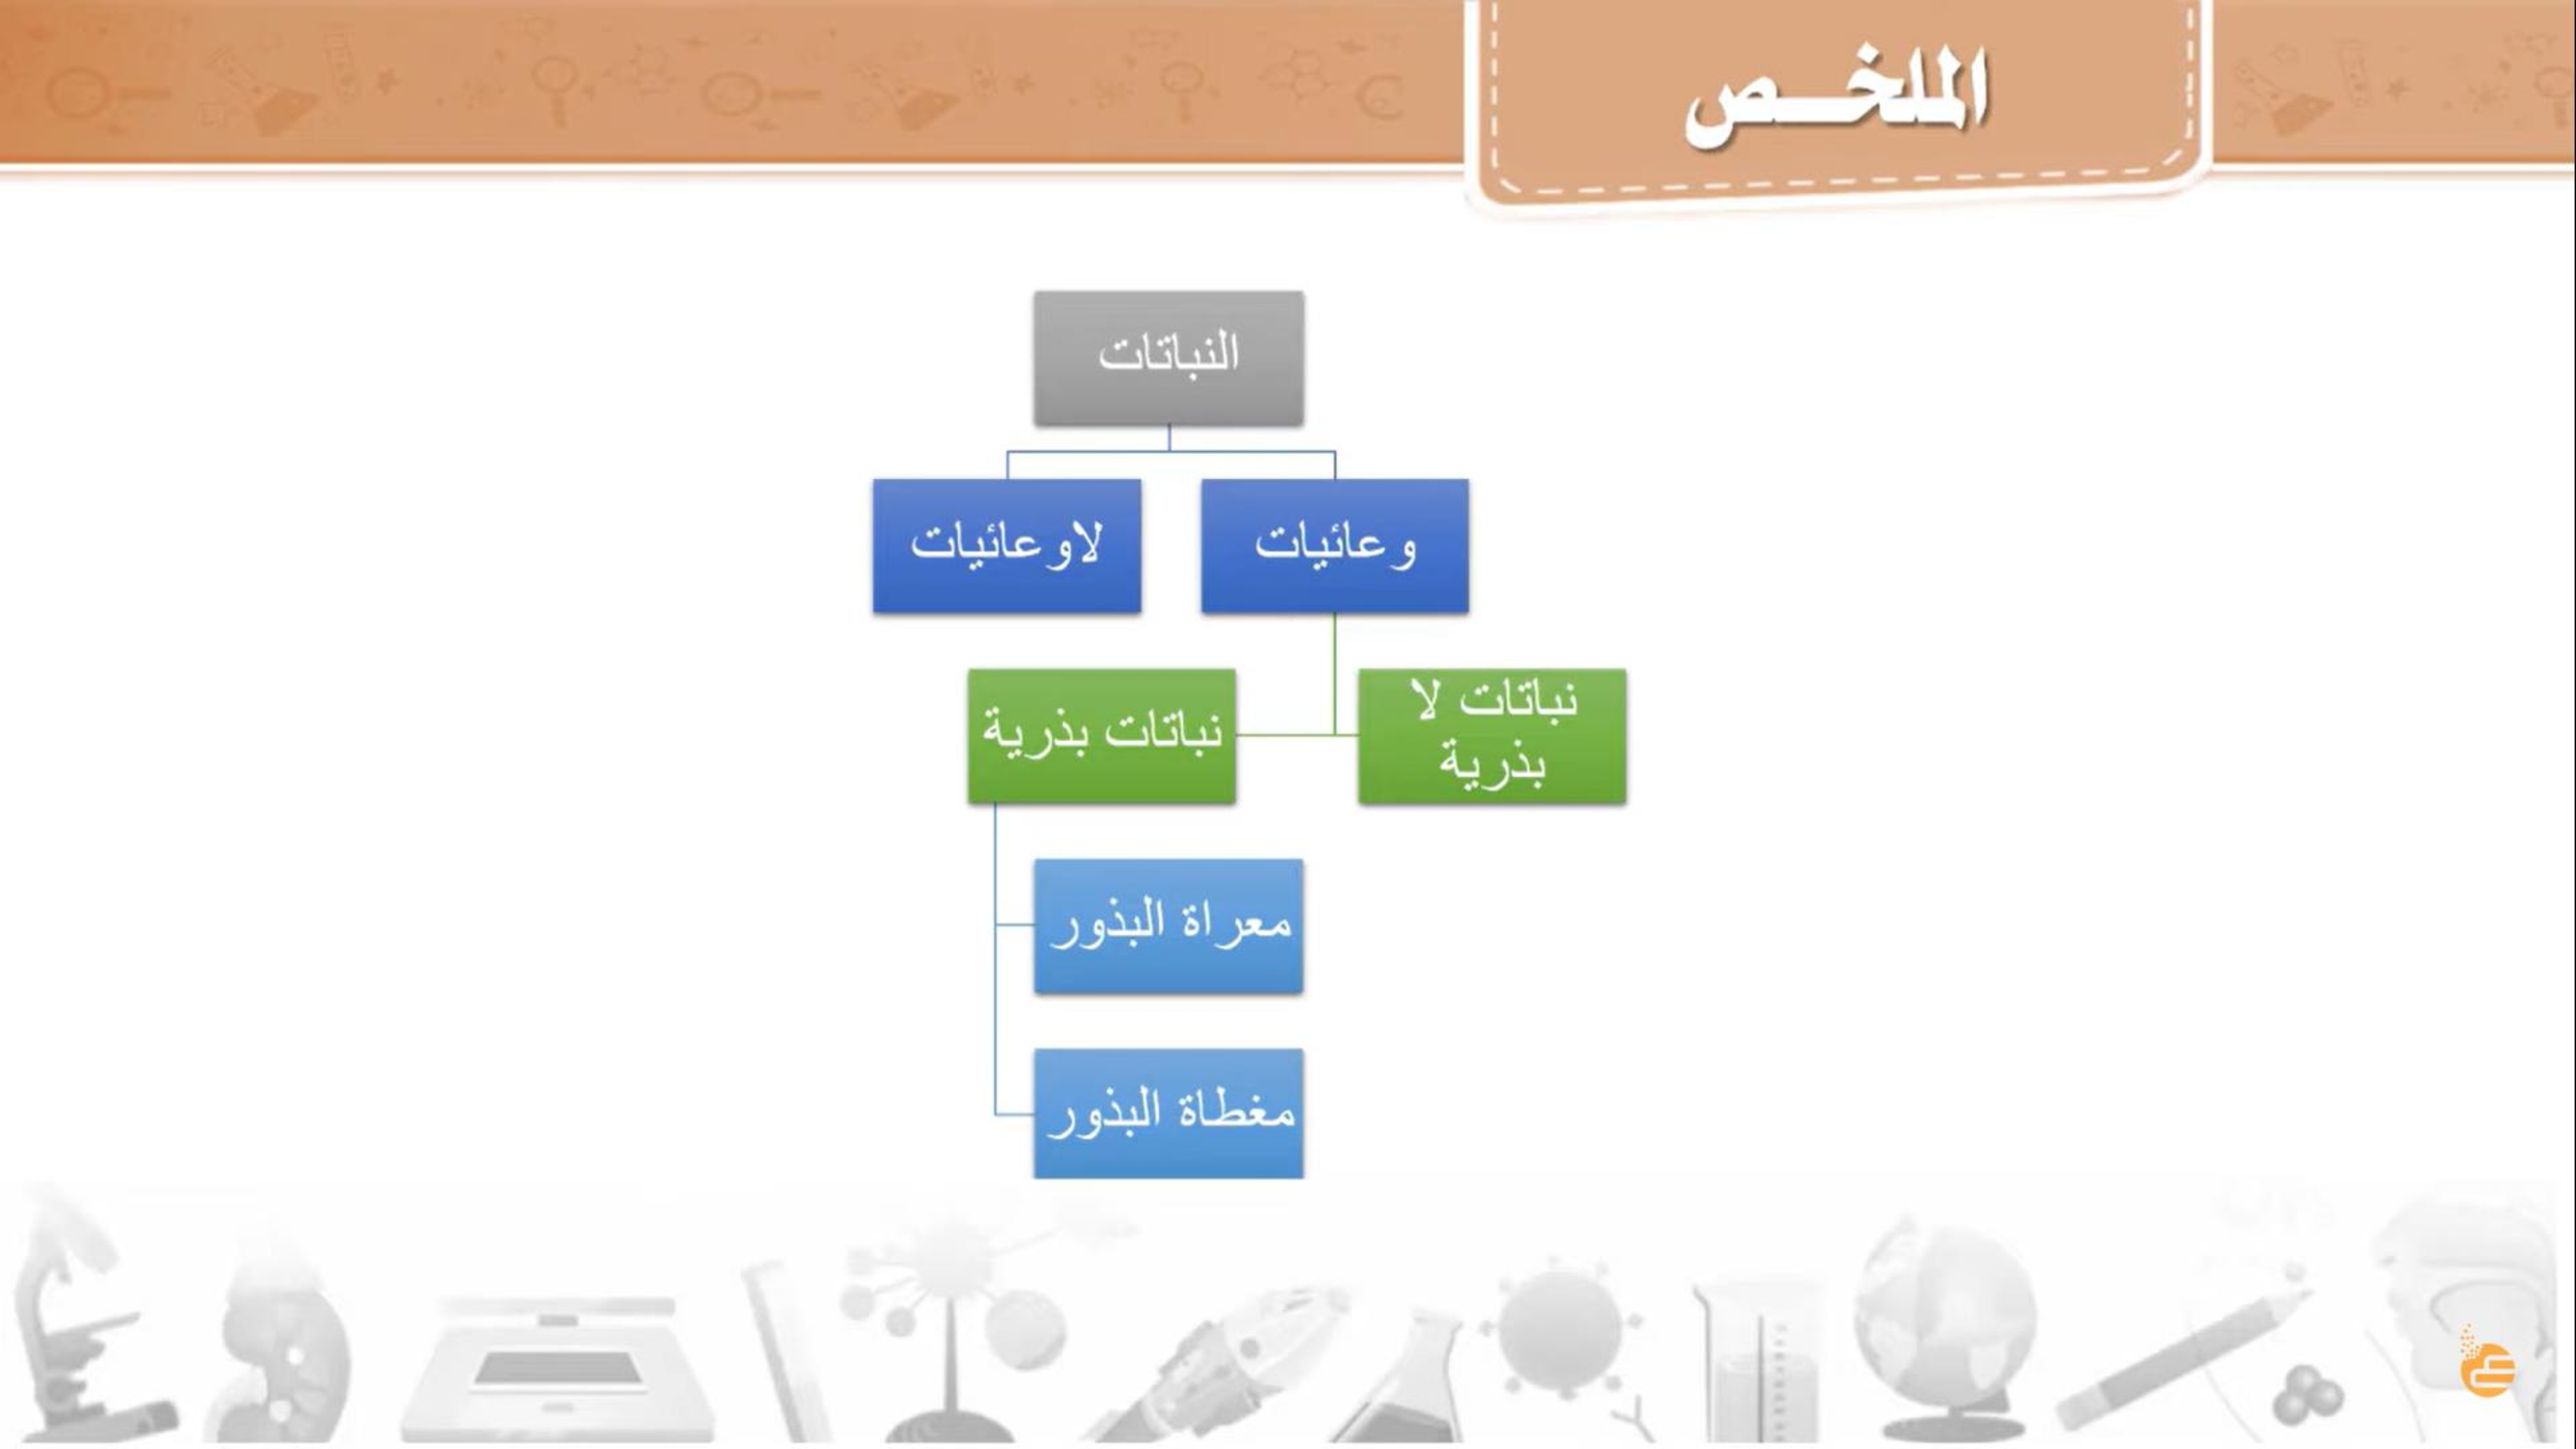 الملخص
النباتات
وعائيات
لاوعائيات
نباتات لا
بذرية
نباتات بذرية
معراة البذور
مغطاة البذور